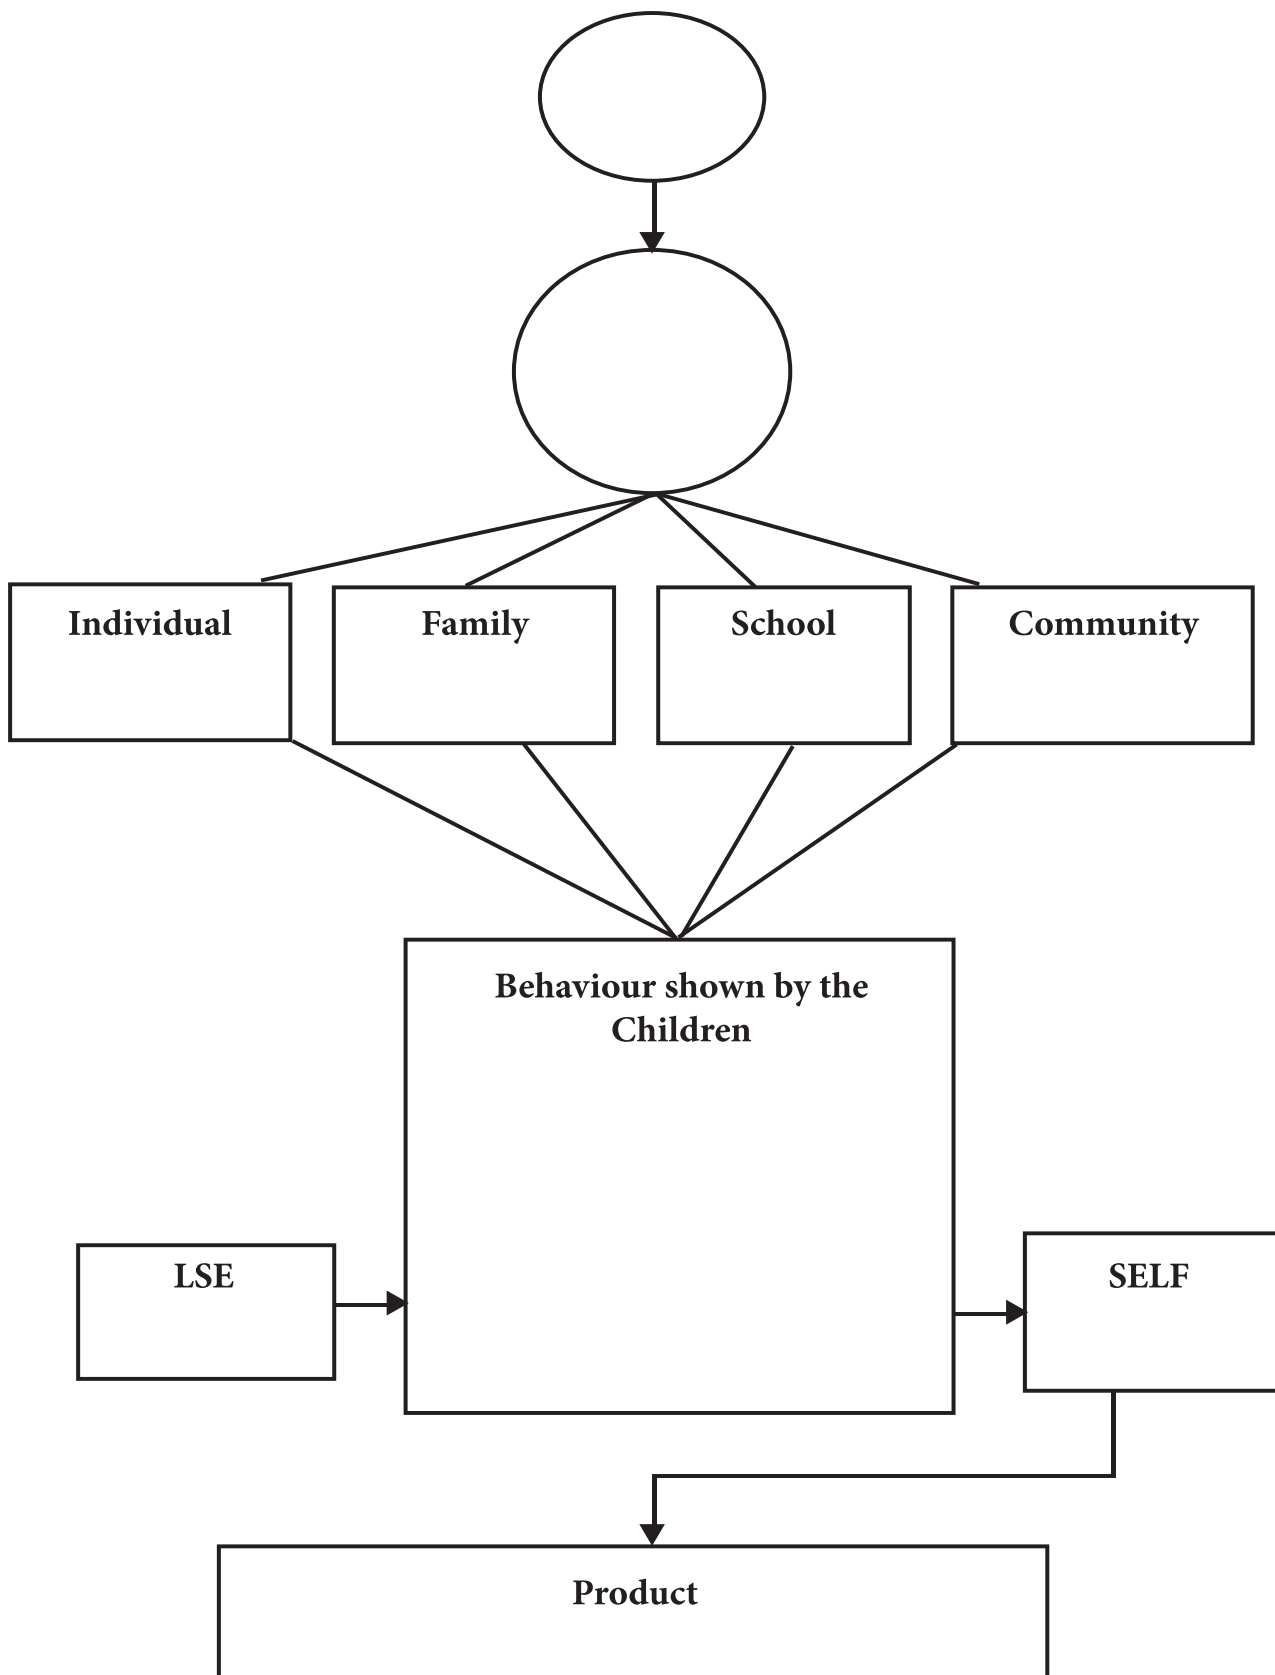 Individual
Family
School
Community
Behaviour shown by the
Children
LSE
SELF
Product